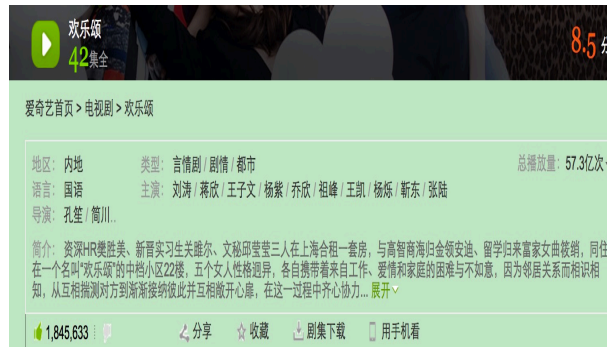 欢乐颂
42集全
8.5分
爱奇艺首页 > 电视剧 > 欢乐颂
地区: 内地 类型: 言情剧 / 剧情 / 都市 总播放量: 57.3亿次
语言: 国语 主演: 刘涛 / 蒋欣 / 王子文 / 杨紫 / 乔欣 / 祖峰 / 王凯 / 杨烁 / 靳东 / 张陆
导演: 孔笙 / 简川..
简介: 资深HR樊胜美、新晋实习生关雎尔、文秘邱莹莹三人在上海合租一套房，与高智商海归金领安迪、留学归来富家女曲筱绡，同住
在一个名叫“欢乐颂”的中档小区22楼，五个女人性格迥异，各自携带着来自工作、爱情和家庭的困难与不如意，因为邻居关系而相识相
知，从互相揣测对方到渐渐接纳彼此并互相敞开心扉，在这一过程中齐心协力... 展开
1,845,633 分享 收藏 剧集下载 用手机看